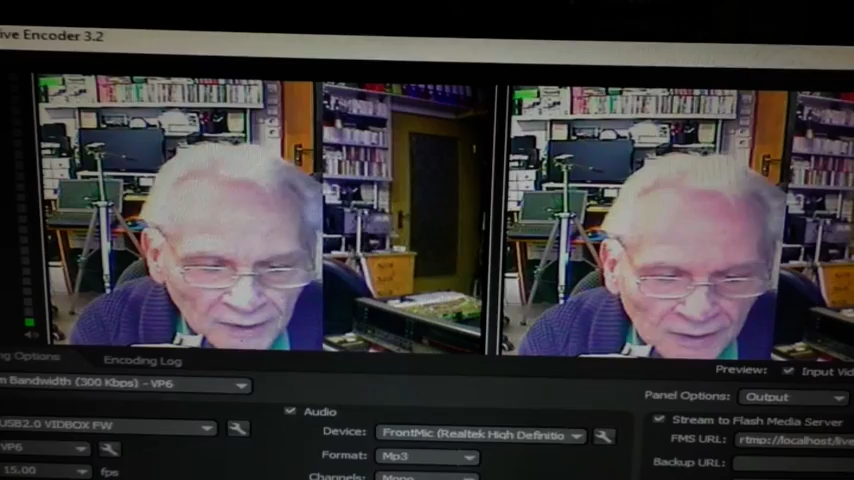 ive Encoder 3.2
ng Options
Encoding Log
Preview:
Input Vid
m Bandwidth (300 Kbps) - VP6
Panel Options:
Output
Audio
Stream to Flash Media Server
USB2.0 VIDBOX FW
Device:
FrontMic (Realtek High Definitio
FMS URL:
rtmp://localhost/live
VP6
Format:
Mp3
Backup URL:
15.00
fps
Channels:
Mono